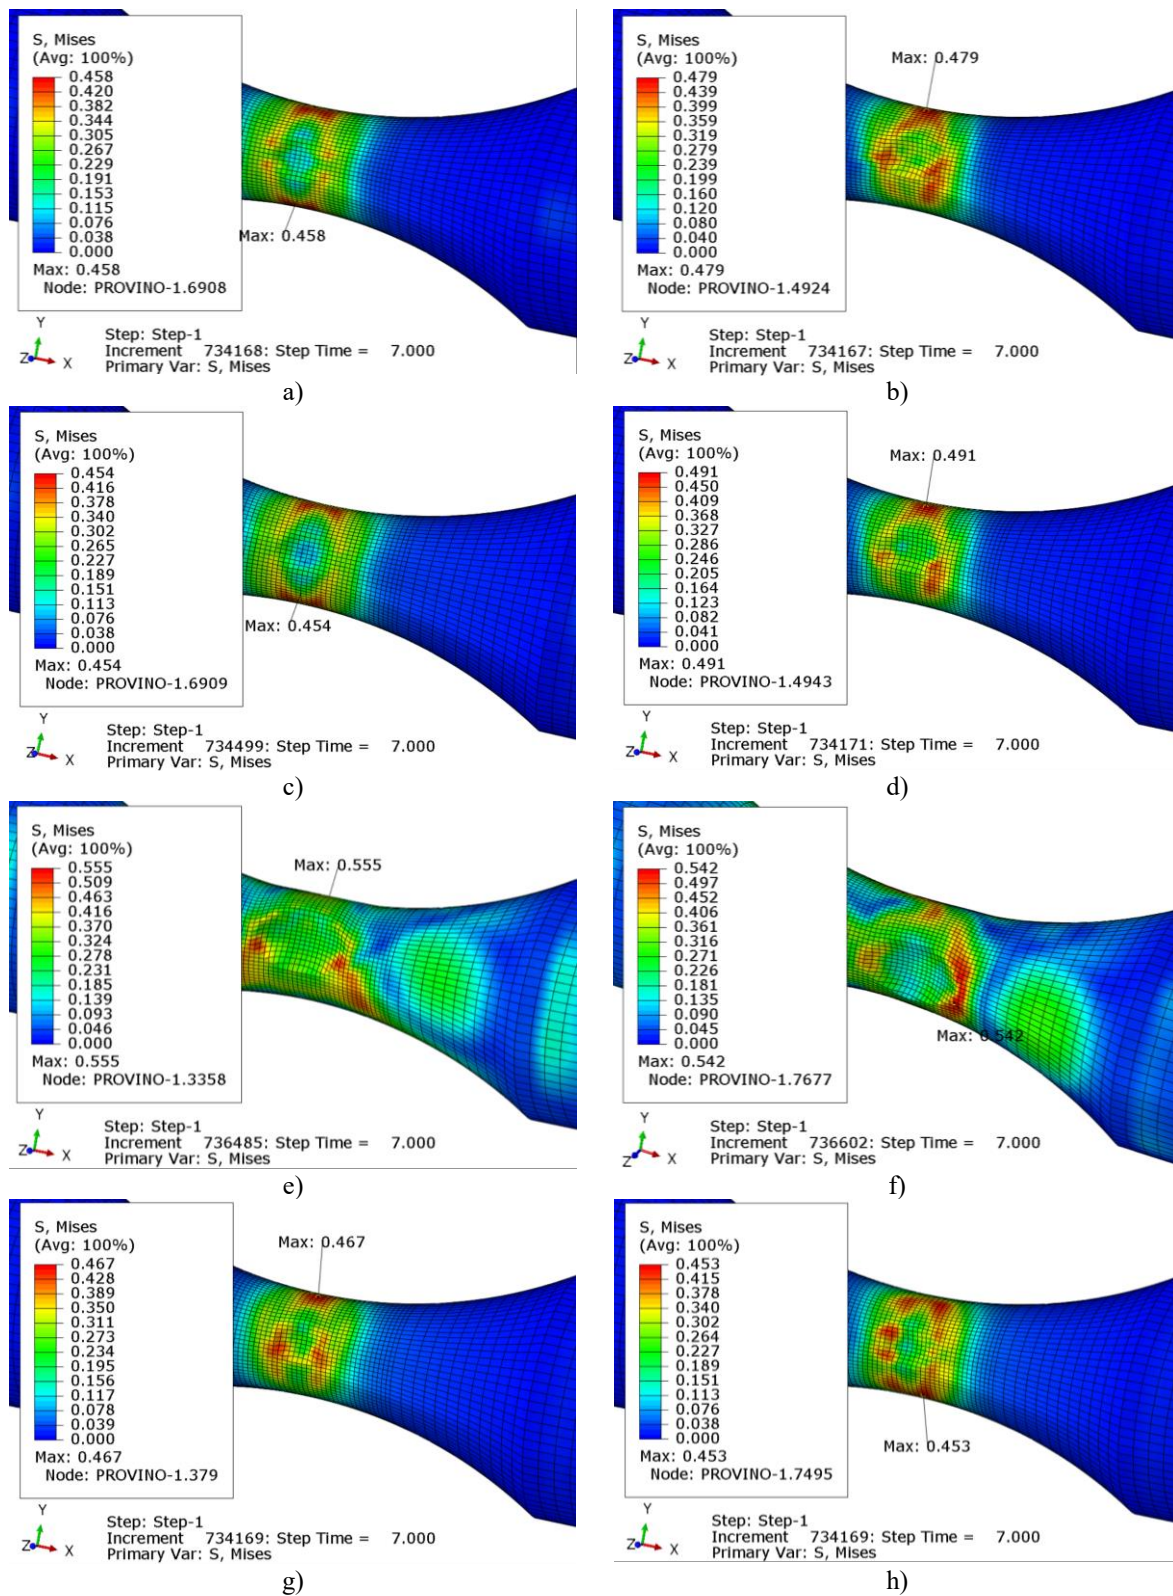 S, Mises
(Avg: 100%)
0.458
0.420
0.382
0.344
0.305
0.267
0.229
0.191
0.153
0.115
0.076
0.038
0.000
Max: 0.458
Node: PROVINO-1.6908
Max: 0.458
Y
Z
X
Step: Step-1
Increment 734168: Step Time = 7.000
Primary Var: S, Mises
a)
S, Mises
(Avg: 100%)
0.479
0.439
0.399
0.359
0.319
0.279
0.239
0.199
0.160
0.120
0.080
0.040
0.000
Max: 0.479
Node: PROVINO-1.4924
Max: 0.479
Y
Z
X
Step: Step-1
Increment 734167: Step Time = 7.000
Primary Var: S, Mises
b)
S, Mises
(Avg: 100%)
0.454
0.416
0.378
0.340
0.302
0.265
0.227
0.189
0.151
0.113
0.076
0.038
0.000
Max: 0.454
Node: PROVINO-1.6909
Max: 0.454
Y
Z
X
Step: Step-1
Increment 734499: Step Time = 7.000
Primary Var: S, Mises
c)
S, Mises
(Avg: 100%)
0.491
0.450
0.409
0.368
0.327
0.286
0.246
0.205
0.164
0.123
0.082
0.041
0.000
Max: 0.491
Node: PROVINO-1.4943
Max: 0.491
Y
Z
X
Step: Step-1
Increment 734171: Step Time = 7.000
Primary Var: S, Mises
d)
S, Mises
(Avg: 100%)
0.555
0.509
0.463
0.416
0.370
0.324
0.278
0.231
0.185
0.139
0.093
0.046
0.000
Max: 0.555
Node: PROVINO-1.3358
Max: 0.555
Y
Z
X
Step: Step-1
Increment 736485: Step Time = 7.000
Primary Var: S, Mises
e)
S, Mises
(Avg: 100%)
0.542
0.497
0.452
0.406
0.361
0.316
0.271
0.226
0.181
0.135
0.090
0.045
0.000
Max: 0.542
Node: PROVINO-1.7677
Max: 0.542
Y
Z
X
Step: Step-1
Increment 736602: Step Time = 7.000
Primary Var: S, Mises
f)
S, Mises
(Avg: 100%)
0.467
0.428
0.389
0.350
0.311
0.273
0.234
0.195
0.156
0.117
0.078
0.039
0.000
Max: 0.467
Node: PROVINO-1.379
Max: 0.467
Y
Z
X
Step: Step-1
Increment 734169: Step Time = 7.000
Primary Var: S, Mises
g)
S, Mises
(Avg: 100%)
0.453
0.415
0.378
0.340
0.302
0.264
0.227
0.189
0.151
0.113
0.076
0.038
0.000
Max: 0.453
Node: PROVINO-1.7495
Max: 0.453
Y
Z
X
Step: Step-1
Increment 734169: Step Time = 7.000
Primary Var: S, Mises
h)